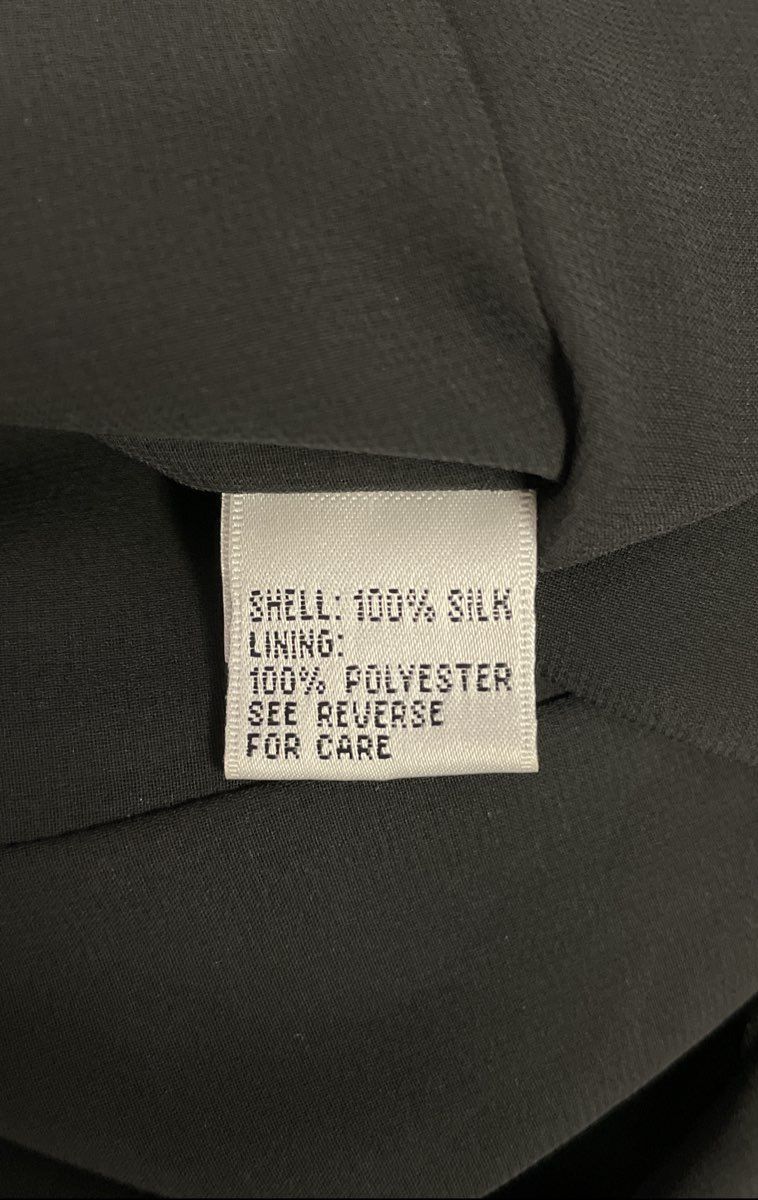 SHELL: 100% SILK
LINING:
100% POLYESTER
SEE REVERSE
FOR CARE